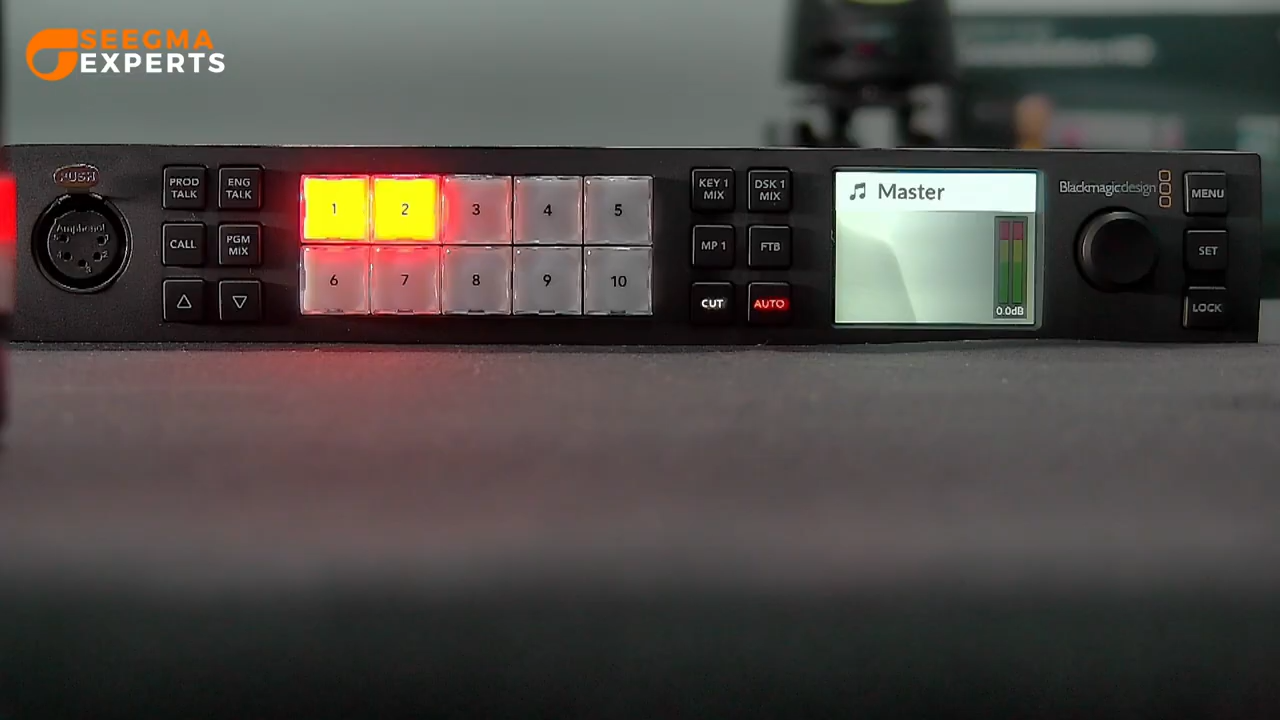 SEEGMA
EXPERTS
PUSH
Amphenol
PROD
TALK
ENG
TALK
CALL
PGM
MIX
1
2
3
4
5
6
7
8
9
10
KEY 1
MIX
DSK 1
MIX
MP 1
FTB
CUT
AUTO
Master
0.0dB
Blackmagicdesign
MENU
SET
LOCK